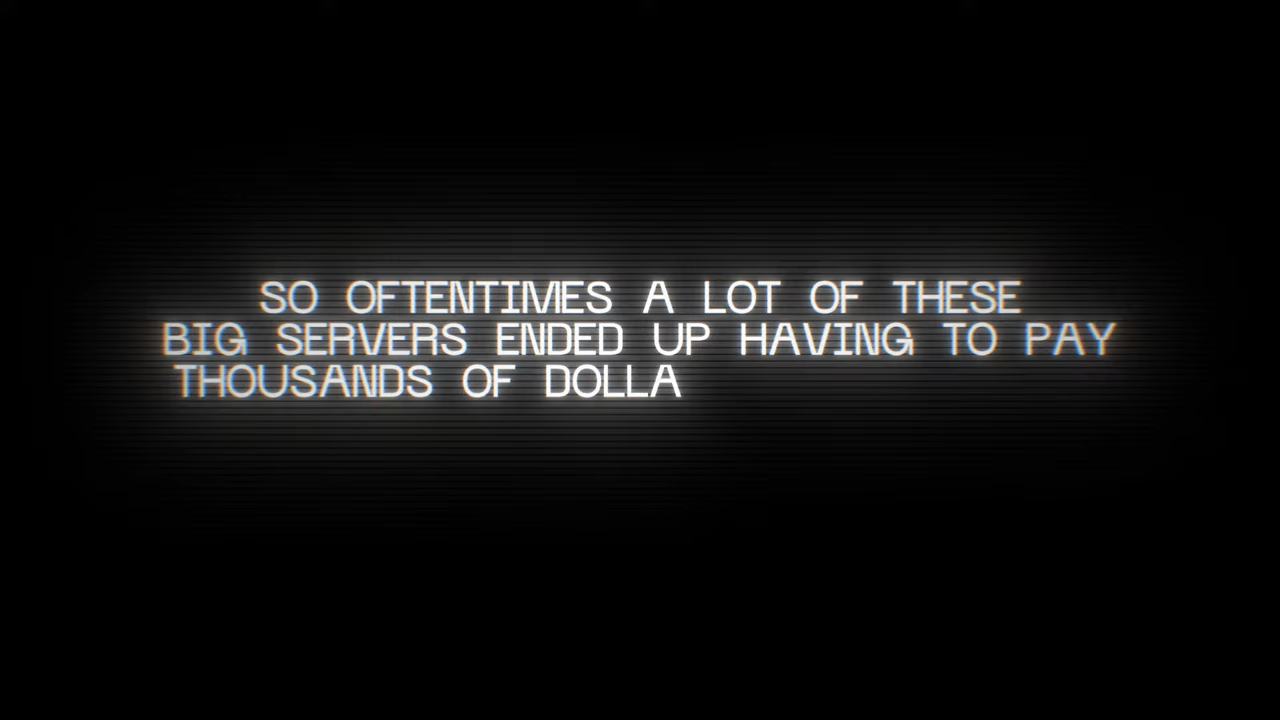 SO OFTENTIMES A LOT OF THESE
BIG SERVERS ENDED UP HAVING TO PAY
THOUSANDS OF DOLLA